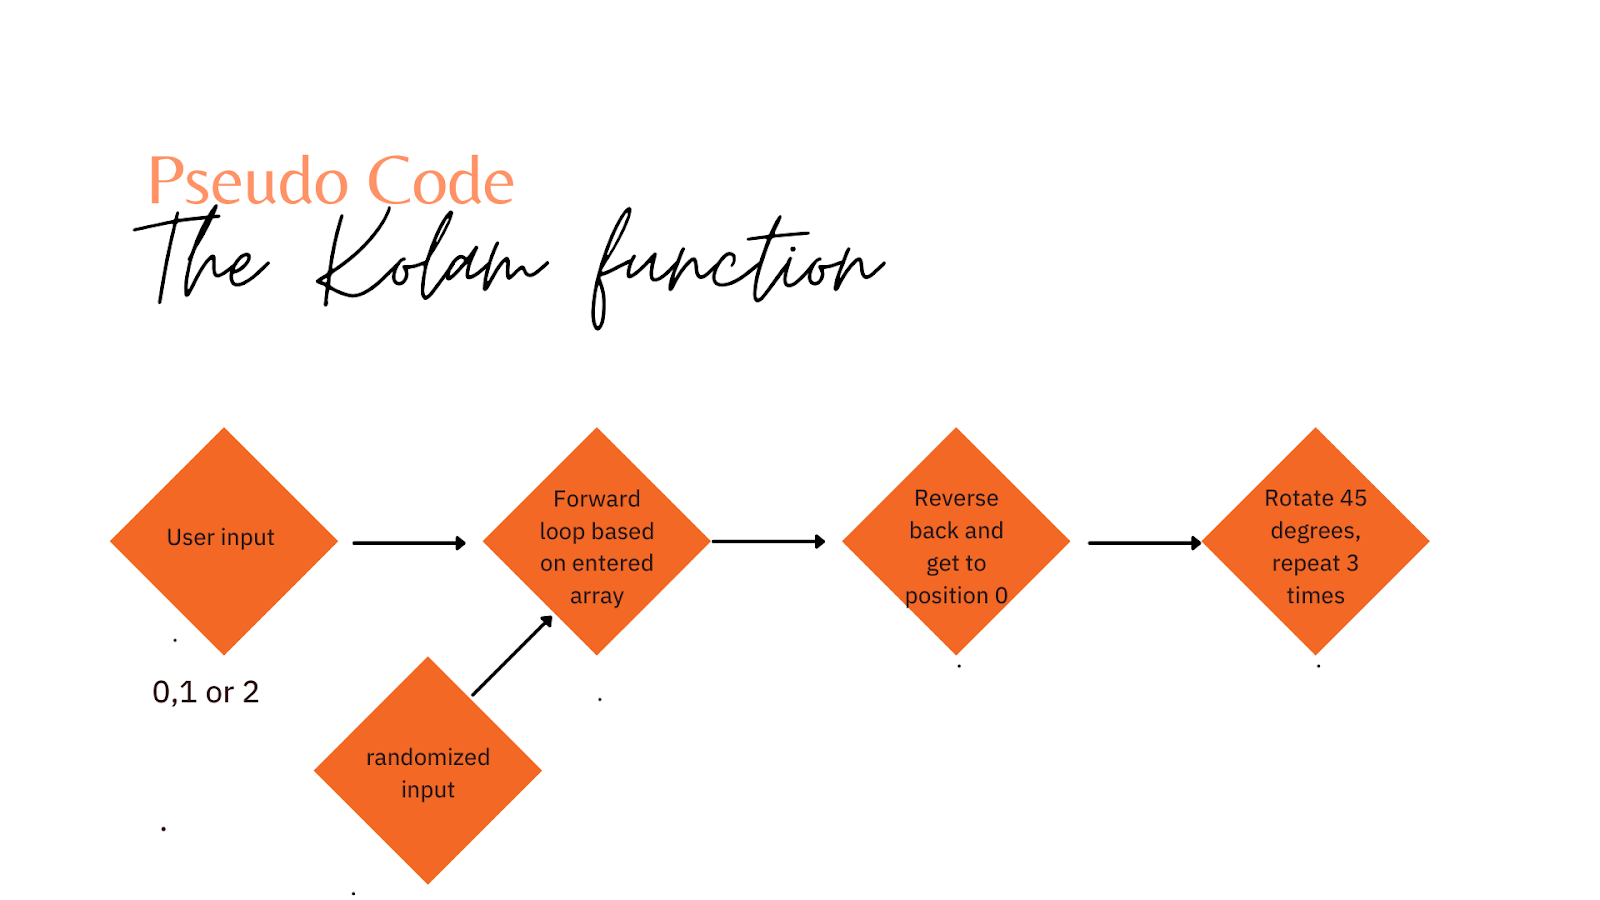 Pseudo Code
The Kolam function
User input
0,1 or 2
randomized
input
Forward
loop based
on entered
array
Reverse
back and
get to
position 0
Rotate 45
degrees,
repeat 3
times